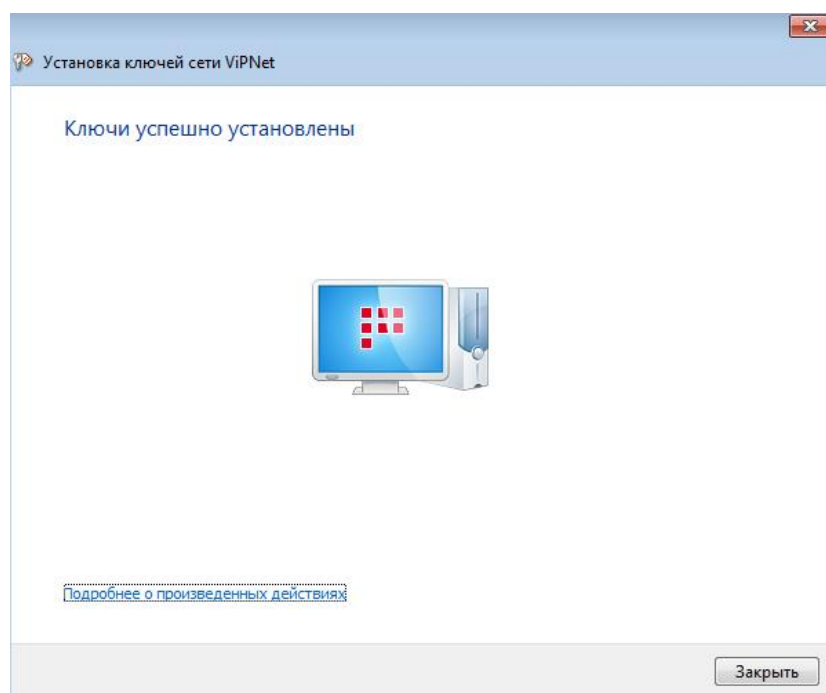 Установка ключей сети ViPNet
Ключи успешно установлены
Подробнее о произведенных действиях
Закрыть